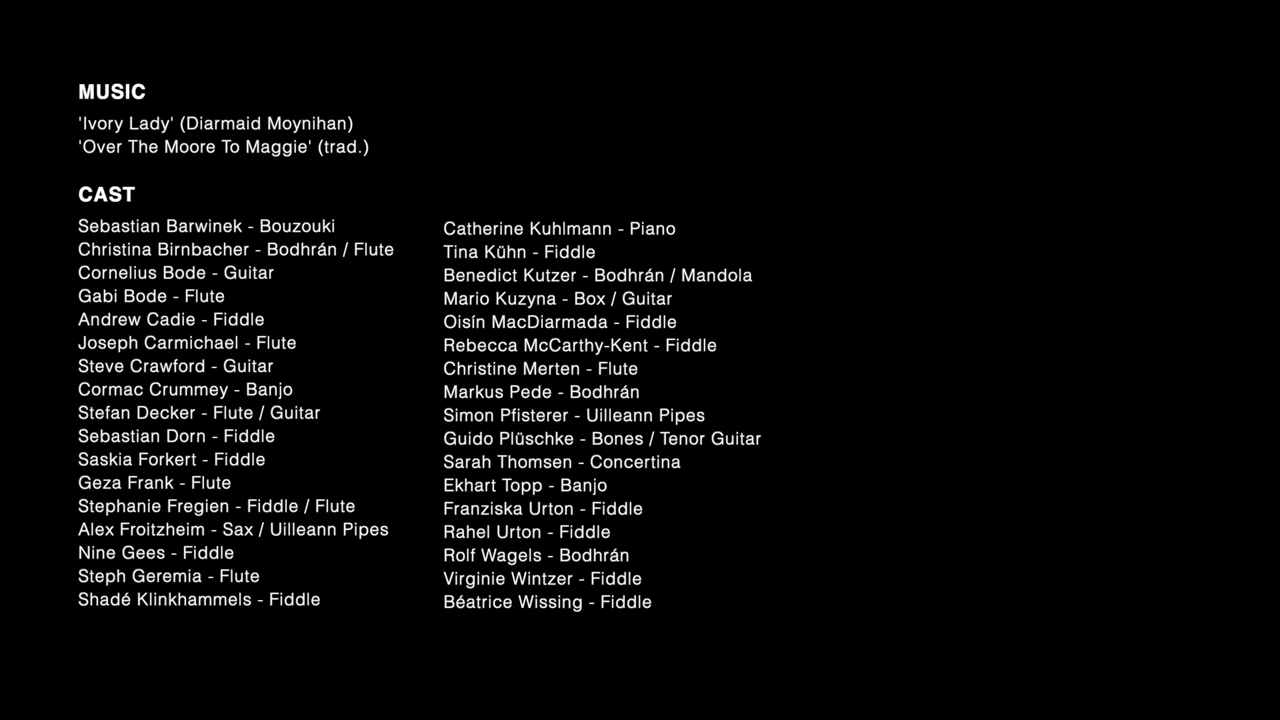 MUSIC
'Ivory Lady' (Diarmaid Moynihan)
'Over The Moore To Maggie' (trad.)
CAST
Sebastian Barwinek - Bouzouki
Christina Birnbacher - Bodhrán / Flute
Cornelius Bode - Guitar
Gabi Bode - Flute
Andrew Cadie - Fiddle
Joseph Carmichael - Flute
Steve Crawford - Guitar
Cormac Crummey - Banjo
Stefan Decker - Flute / Guitar
Sebastian Dorn - Fiddle
Saskia Forkert - Fiddle
Geza Frank - Flute
Stephanie Fregien - Fiddle / Flute
Alex Froitzheim - Sax / Uilleann Pipes
Nine Gees - Fiddle
Steph Geremia - Flute
Shadé Klinkhammels - Fiddle
Catherine Kuhlmann - Piano
Tina Kühn - Fiddle
Benedict Kutzer - Bodhrán / Mandola
Mario Kuzyna - Box / Guitar
Oisín MacDiarmada - Fiddle
Rebecca McCarthy-Kent - Fiddle
Christine Merten - Flute
Markus Pede - Bodhrán
Simon Pfisterer - Uilleann Pipes
Guido Plüschke - Bones / Tenor Guitar
Sarah Thomsen - Concertina
Ekhart Topp - Banjo
Franziska Urton - Fiddle
Rahel Urton - Fiddle
Rolf Wagels - Bodhrán
Virginie Wintzer - Fiddle
Béatrice Wissing - Fiddle